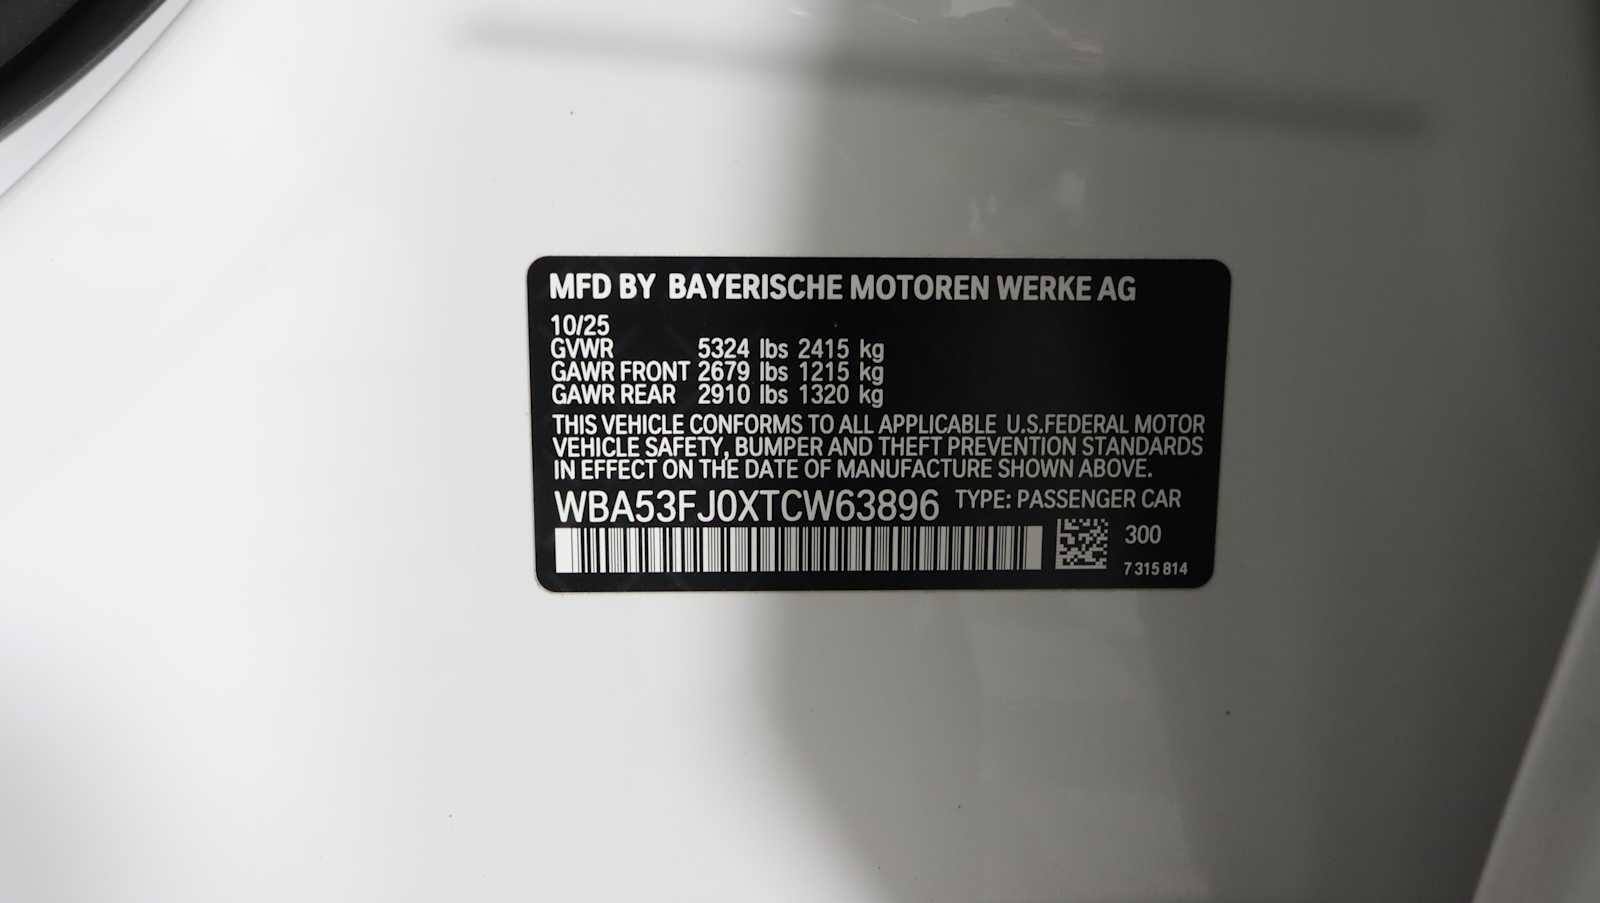 MFD BY BAYERISCHE MOTOREN WERKE AG
10/25
GVWR 5324 lbs 2415 kg
GAWR FRONT 2679 lbs 1215 kg
GAWR REAR 2910 lbs 1320 kg
THIS VEHICLE CONFORMS TO ALL APPLICABLE U.S.FEDERAL MOTOR
VEHICLE SAFETY, BUMPER AND THEFT PREVENTION STANDARDS
IN EFFECT ON THE DATE OF MANUFACTURE SHOWN ABOVE.
WBA53FJ0XTCW63896 TYPE: PASSENGER CAR
300
7 315 814